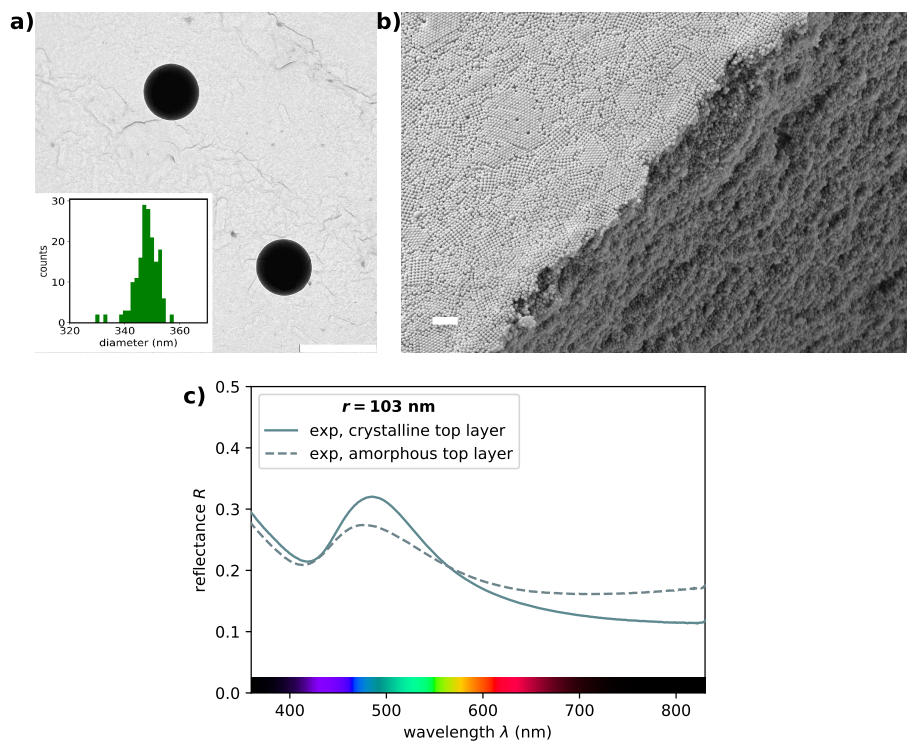 a)
b)
30
20
10
0
counts
320
340
360
diameter (nm)
c)
0.5
0.4
0.3
0.2
0.1
0.0
reflectance R
r = 103 nm
exp, crystalline top layer
exp, amorphous top layer
400
500
600
700
800
wavelength λ (nm)